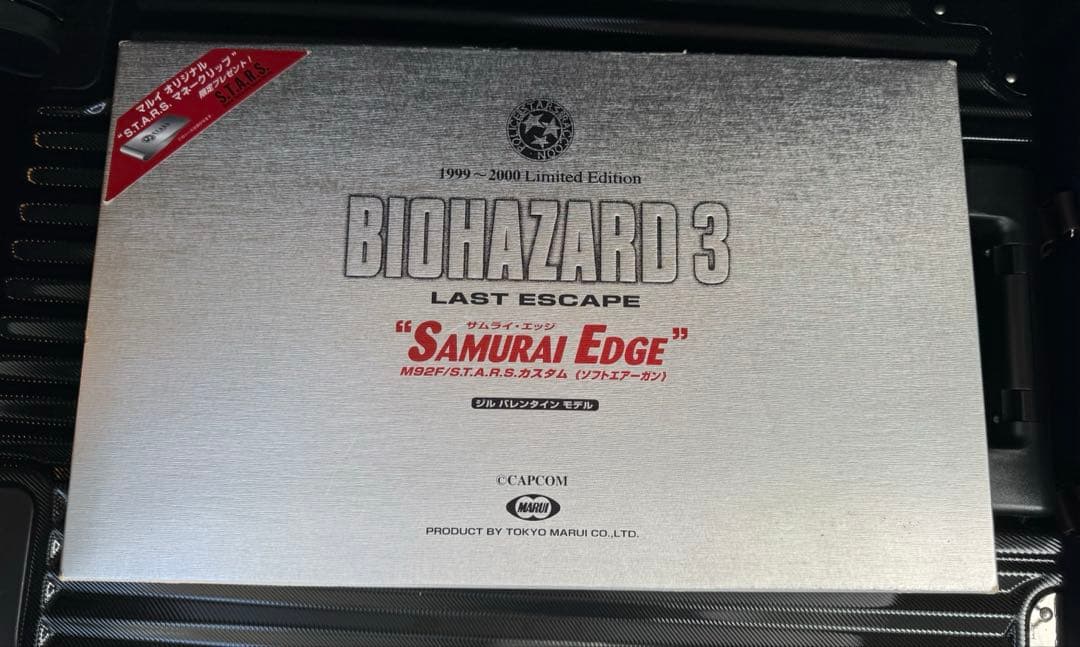 マルイ オリジナル
"S.T.A.R.S. マネークリップ"
限定プレゼント!
S.T.A.R.S.
RACCOON POLICE S.T.A.R.S.
1999～2000 Limited Edition
BIOHAZARD 3
LAST ESCAPE
サムライ・エッジ
"SAMURAI EDGE"
M92F/S.T.A.R.S.カスタム 《ソフトエアーガン》
ジル バレンタイン モデル
©CAPCOM
MARUI
PRODUCT BY TOKYO MARUI CO.,LTD.